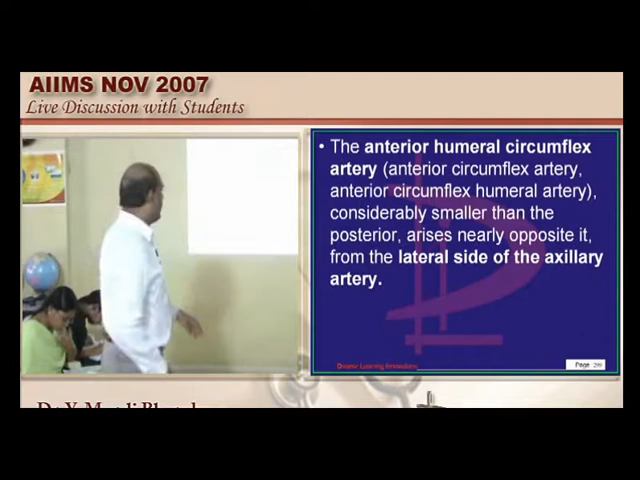 AIIMS NOV 2007
Live Discussion with Students
• The anterior humeral circumflex
artery (anterior circumflex artery,
anterior circumflex humeral artery),
considerably smaller than the
posterior, arises nearly opposite it,
from the lateral side of the axillary
artery.
Page